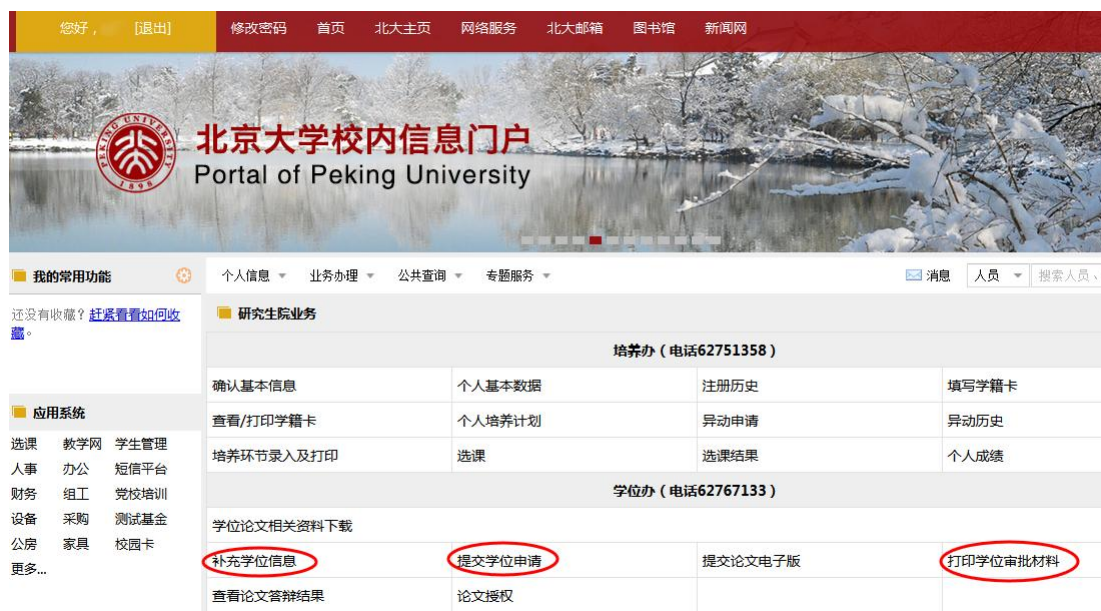 您好， [退出] 修改密码 首页 北大主页 网络服务 北大邮箱 图书馆 新闻网
北京大学校内信息门户
Portal of Peking University
PEKING UNIVERSITY
1898
我的常用功能
个人信息 业务办理 公共查询 专题服务 消息 人员 搜索人员、
还没有收藏？赶紧看看如何收
藏。
研究生院业务
培养办（电话62751358）
确认基本信息 个人基本数据 注册历史 填写学籍卡
查看/打印学籍卡 个人培养计划 异动申请 异动历史
培养环节录入及打印 选课 选课结果 个人成绩
应用系统
选课 教学网 学生管理
人事 办公 短信平台
财务 组工 党校培训
设备 采购 测试基金
公房 家具 校园卡
更多...
学位办（电话62767133）
学位论文相关资料下载
补充学位信息 提交学位申请 提交论文电子版 打印学位审批材料
查看论文答辩结果 论文授权